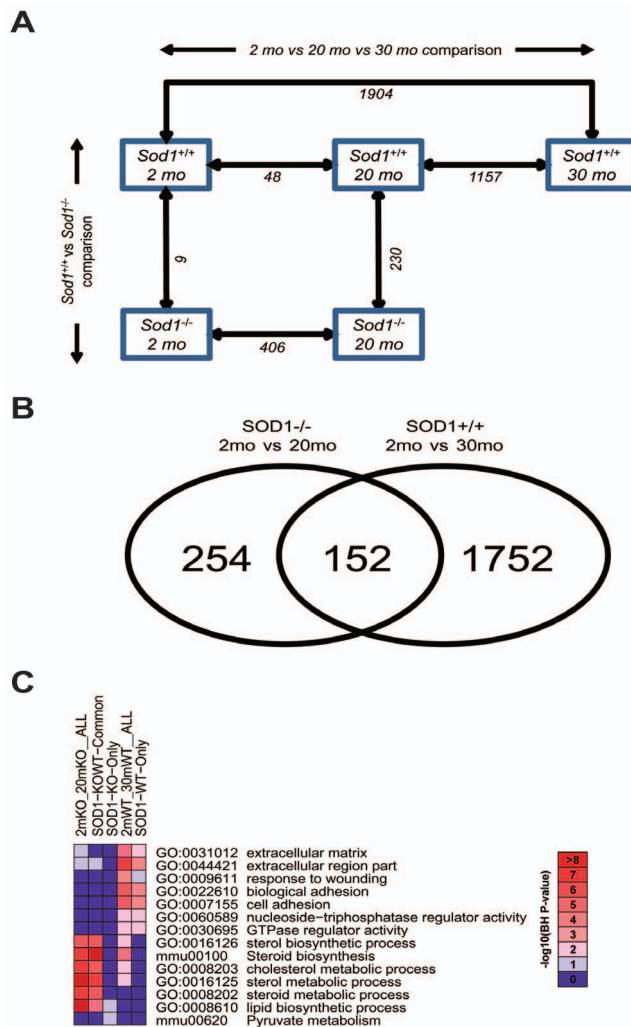 A
2 mo vs 20 mo vs 30 mo comparison
1904
Sod1+/+
2 mo
48
Sod1+/+
20 mo
1157
Sod1+/+
30 mo
Sod1+/+ vs Sod1-/-
comparison
9
230
Sod1-/-
2 mo
406
Sod1-/-
20 mo
B
SOD1-/-
2mo vs 20mo
SOD1+/+
2mo vs 30mo
254
152
1752
C
2mKO_20mKO__ALL
SOD1-KOWT-Common
SOD1-KO-Only
2mWT_30mWT__ALL
SOD1-WT-Only
GO:0031012 extracellular matrix
GO:0044421 extracellular region part
GO:0009611 response to wounding
GO:0022610 biological adhesion
GO:0007155 cell adhesion
GO:0060589 nucleoside-triphosphatase regulator activity
GO:0030695 GTPase regulator activity
GO:0016126 sterol biosynthetic process
mmu00100 Steroid biosynthesis
GO:0008203 cholesterol metabolic process
GO:0016125 sterol metabolic process
GO:0008202 steroid metabolic process
GO:0008610 lipid biosynthetic process
mmu00620 Pyruvate metabolism
-log10(BH P-value)
>8
7
6
5
4
3
2
1
0